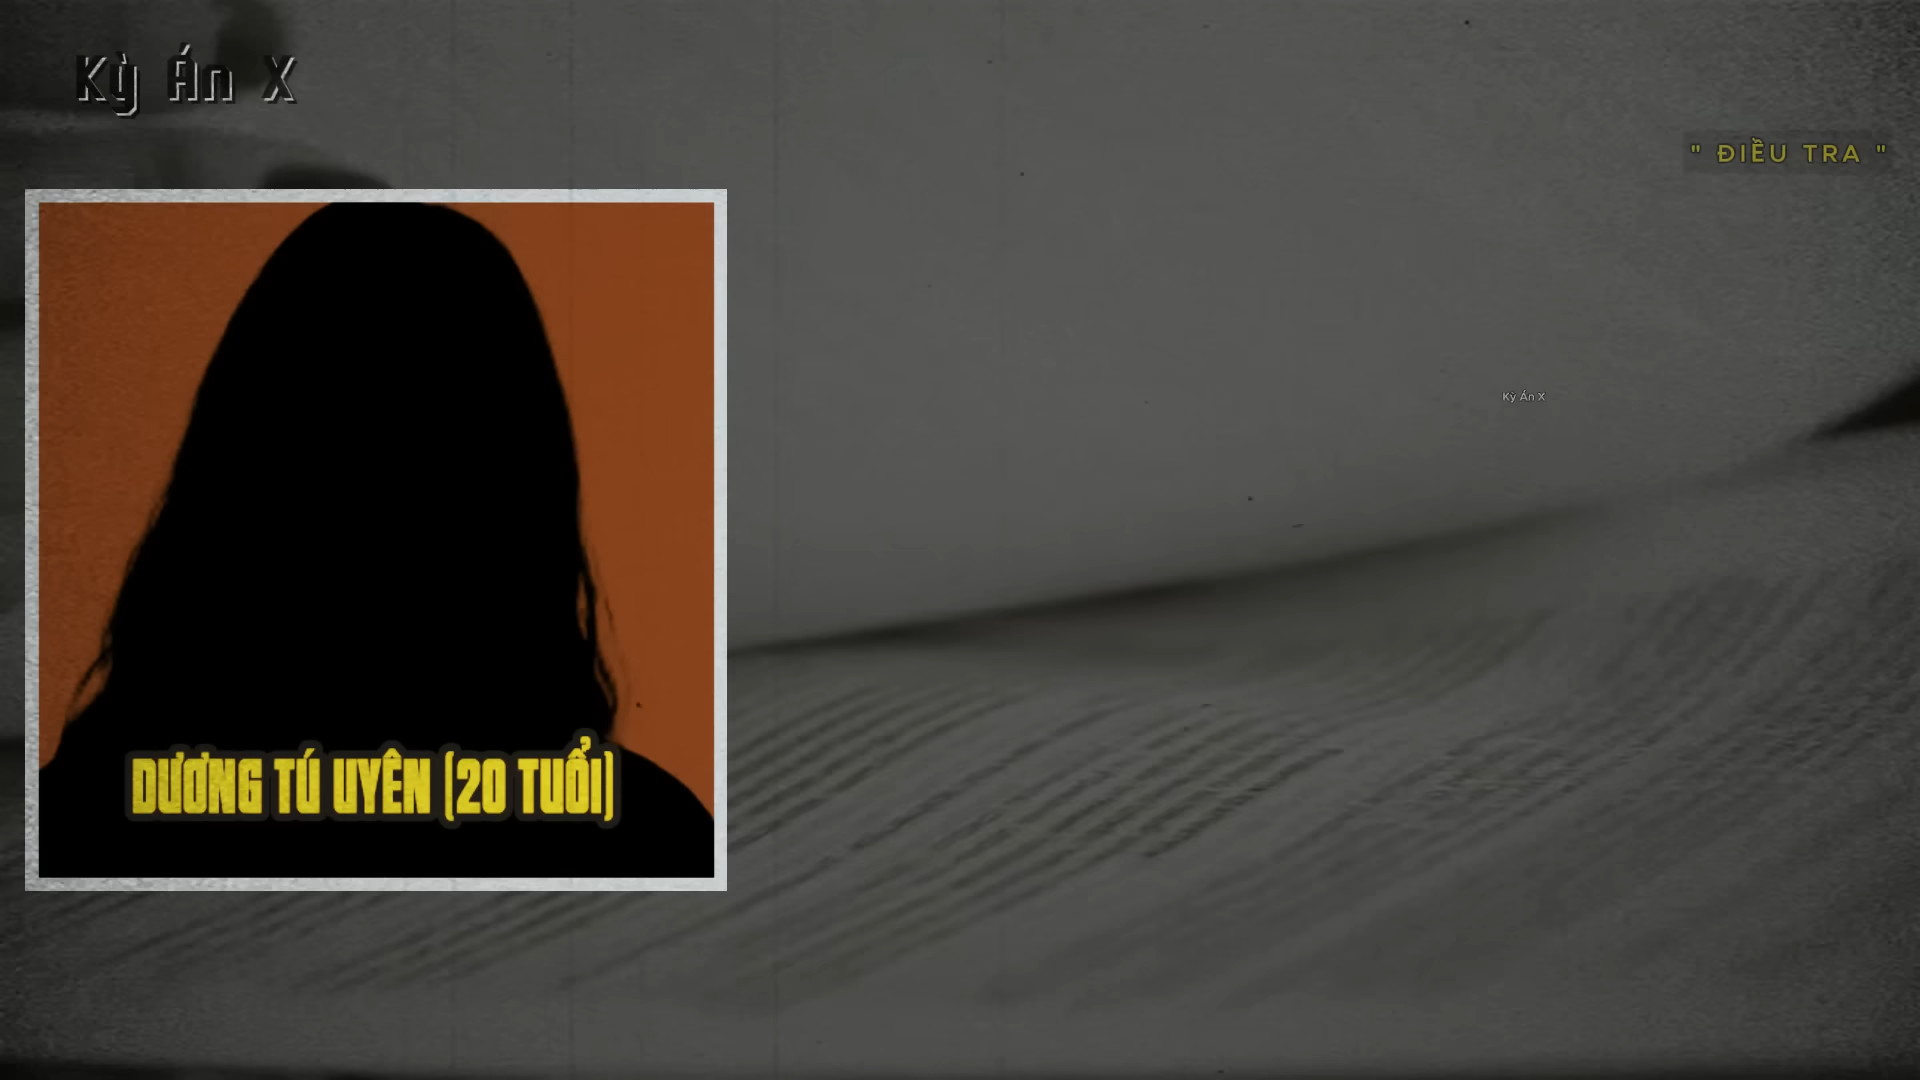 Kỳ Án X
" ĐIỀU TRA "
Kỳ Án X
DƯƠNG TÚ UYÊN (20 TUỔI)